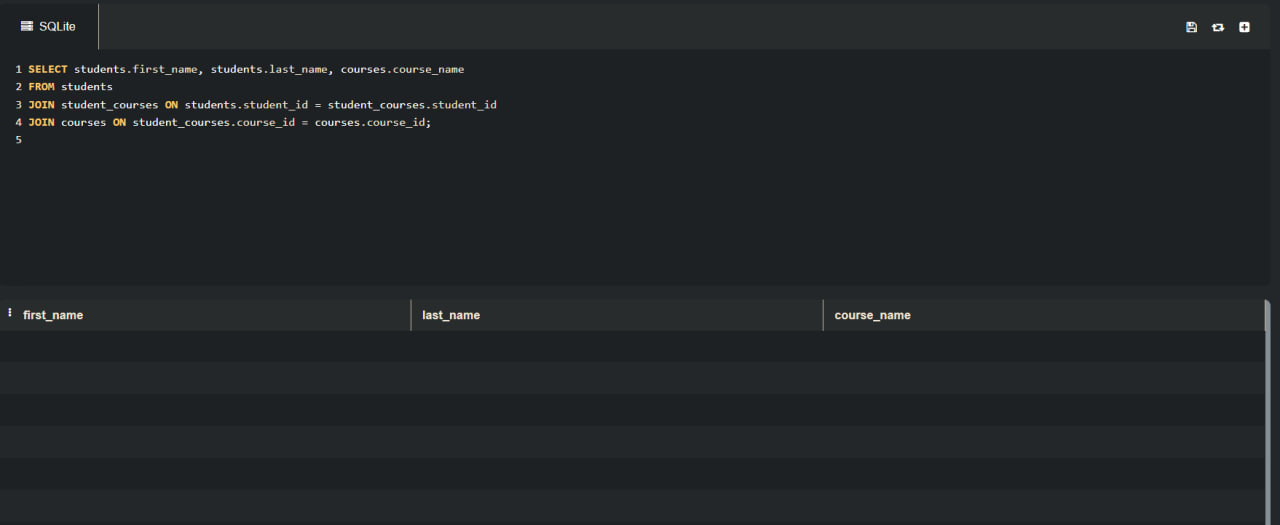 SQLite
1 SELECT students.first_name, students.last_name, courses.course_name
2 FROM students
3 JOIN student_courses ON students.student_id = student_courses.student_id
4 JOIN courses ON student_courses.course_id = courses.course_id;
5
first_name last_name course_name